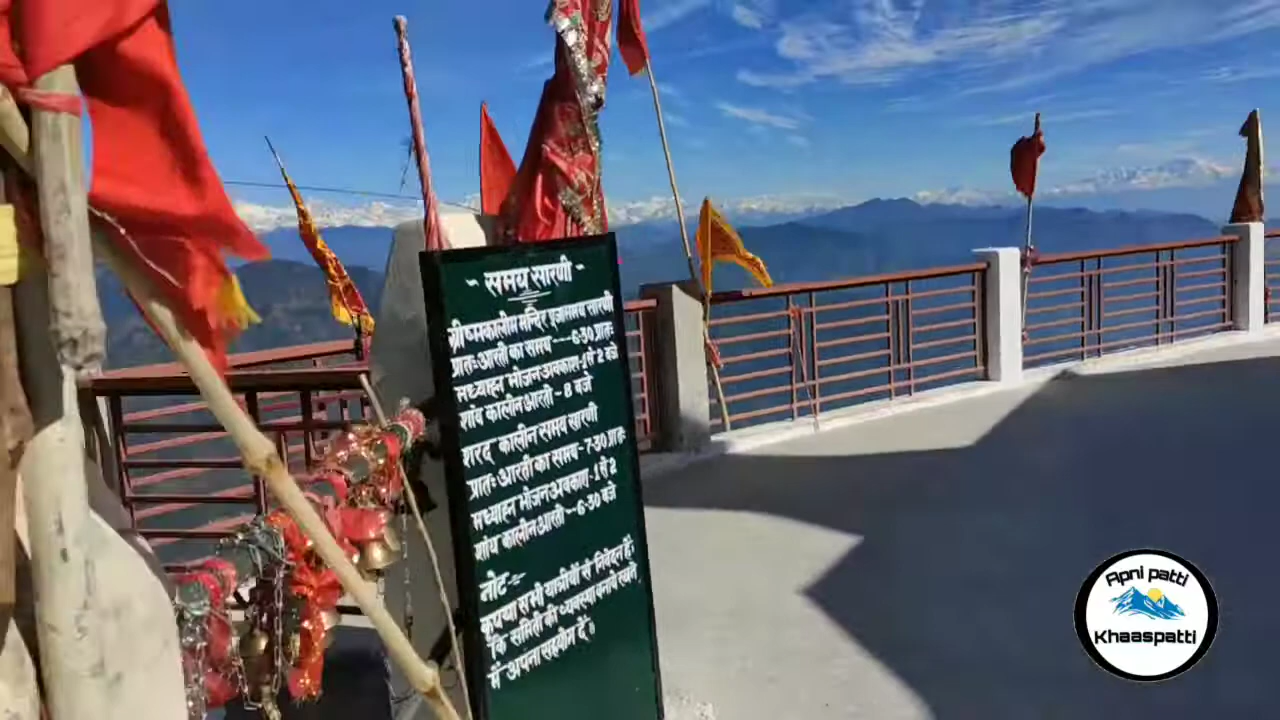 ~ समय सारणी ~
ग्रीष्मकालीन मन्दिर पूजासमय सारणी
प्रातः आरती का समय --- 6-30 प्रातः
मध्याह्न भोजन अवकाश-1 से 2 बजे
शांय कालीन आरती - 8 बजे
शरद कालीन समय सारणी
प्रातः आरती का समय - 7-30 प्रातः
मध्याह्न भोजन अवकाश-1 से 2
शांय कालीन आरती -- 6-30 बजे
नोट:-
कृपया सभी यात्रीयों से निवेदन हैं।
कि समिती की व्यवस्था बनाये रखने
में अपना सहयोग दें।
Apni patti
Khaaspatti